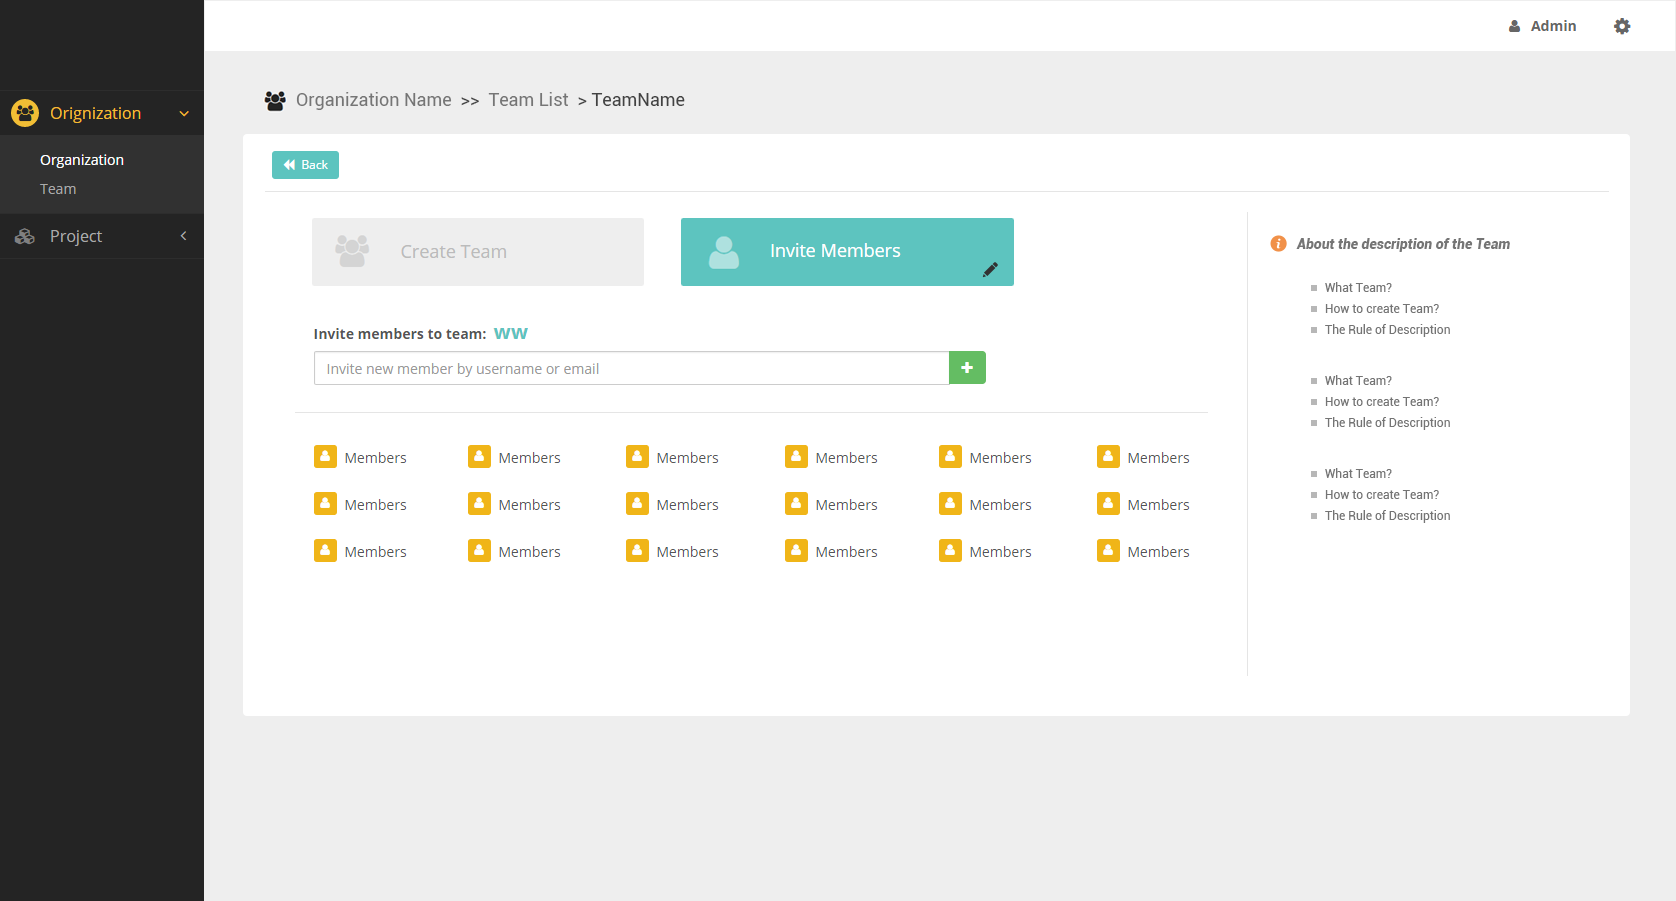 Admin
Orignization
Organization
Team
Project
Organization Name >> Team List > TeamName
Back
Create Team
Invite Members
Invite members to team: ww
Invite new member by username or email
Members Members Members Members Members Members
Members Members Members Members Members Members
Members Members Members Members Members Members
About the description of the Team
What Team?
How to create Team?
The Rule of Description
What Team?
How to create Team?
The Rule of Description
What Team?
How to create Team?
The Rule of Description